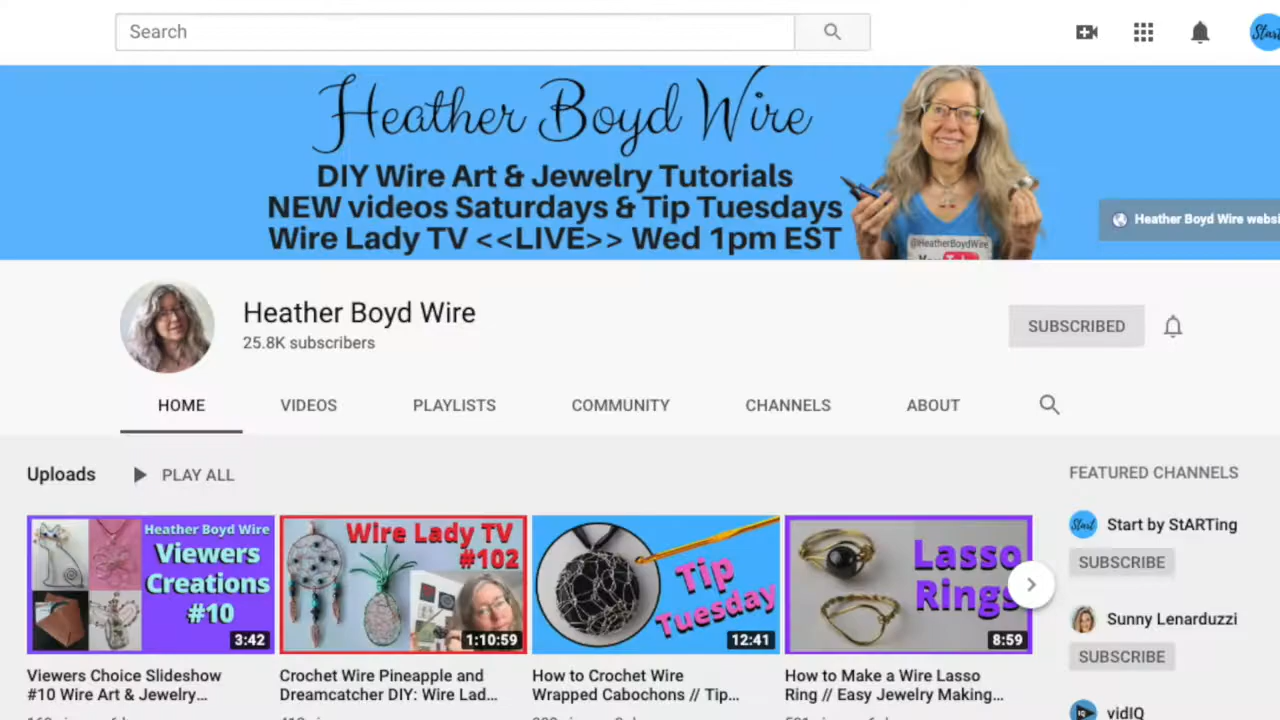 Search
Start
Heather Boyd Wire
DIY Wire Art & Jewelry Tutorials
NEW videos Saturdays & Tip Tuesdays
Wire Lady TV <<LIVE>> Wed 1pm EST
@HeatherBoydWire
Heather Boyd Wire websi
Heather Boyd Wire
25.8K subscribers
SUBSCRIBED
HOME VIDEOS PLAYLISTS COMMUNITY CHANNELS ABOUT
Uploads PLAY ALL
FEATURED CHANNELS
Start
Start by StARTing
SUBSCRIBE
Sunny Lenarduzzi
SUBSCRIBE
vidIQ
Heather Boyd Wire
Viewers
Creations
#10
3:42
Viewers Choice Slideshow
#10 Wire Art & Jewelry...
Wire Lady TV
#102
1:10:59
Crochet Wire Pineapple and
Dreamcatcher DIY: Wire Lad...
Tip
Tuesday
12:41
How to Crochet Wire
Wrapped Cabochons // Tip...
Lasso
Rings
8:59
How to Make a Wire Lasso
Ring // Easy Jewelry Making...